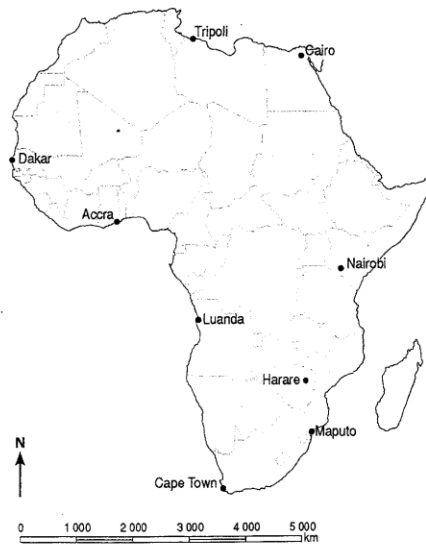 Tripoli
Cairo
Dakar
Accra
Nairobi
Luanda
Harare
Maputo
N
Cape Town
0 1 000 2 000 3 000 4 000 5 000
km